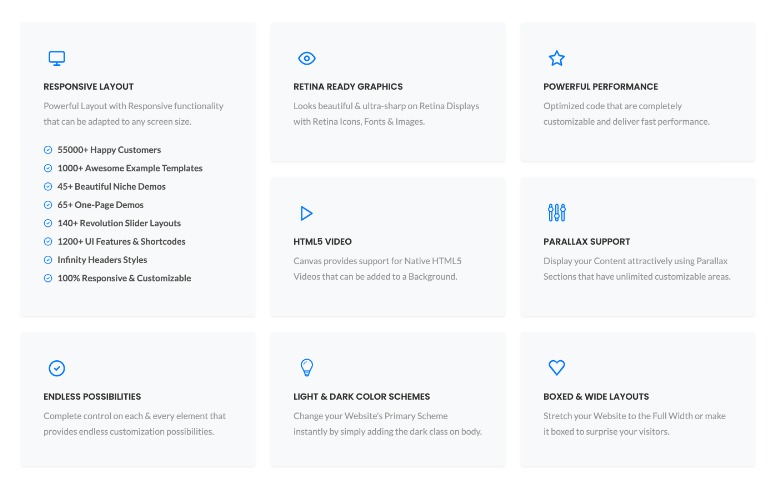 RESPONSIVE LAYOUT
Powerful Layout with Responsive functionality
that can be adapted to any screen size.
55000+ Happy Customers
1000+ Awesome Example Templates
45+ Beautiful Niche Demos
65+ One-Page Demos
140+ Revolution Slider Layouts
1200+ UI Features & Shortcodes
Infinity Headers Styles
100% Responsive & Customizable
RETINA READY GRAPHICS
Looks beautiful & ultra-sharp on Retina Displays
with Retina Icons, Fonts & Images.
POWERFUL PERFORMANCE
Optimized code that are completely
customizable and deliver fast performance.
HTML5 VIDEO
Canvas provides support for Native HTML5
Videos that can be added to a Background.
PARALLAX SUPPORT
Display your Content attractively using Parallax
Sections that have unlimited customizable areas.
ENDLESS POSSIBILITIES
Complete control on each & every element that
provides endless customization possibilities.
LIGHT & DARK COLOR SCHEMES
Change your Website's Primary Scheme
instantly by simply adding the dark class on body.
BOXED & WIDE LAYOUTS
Stretch your Website to the Full Width or make
it boxed to surprise your visitors.